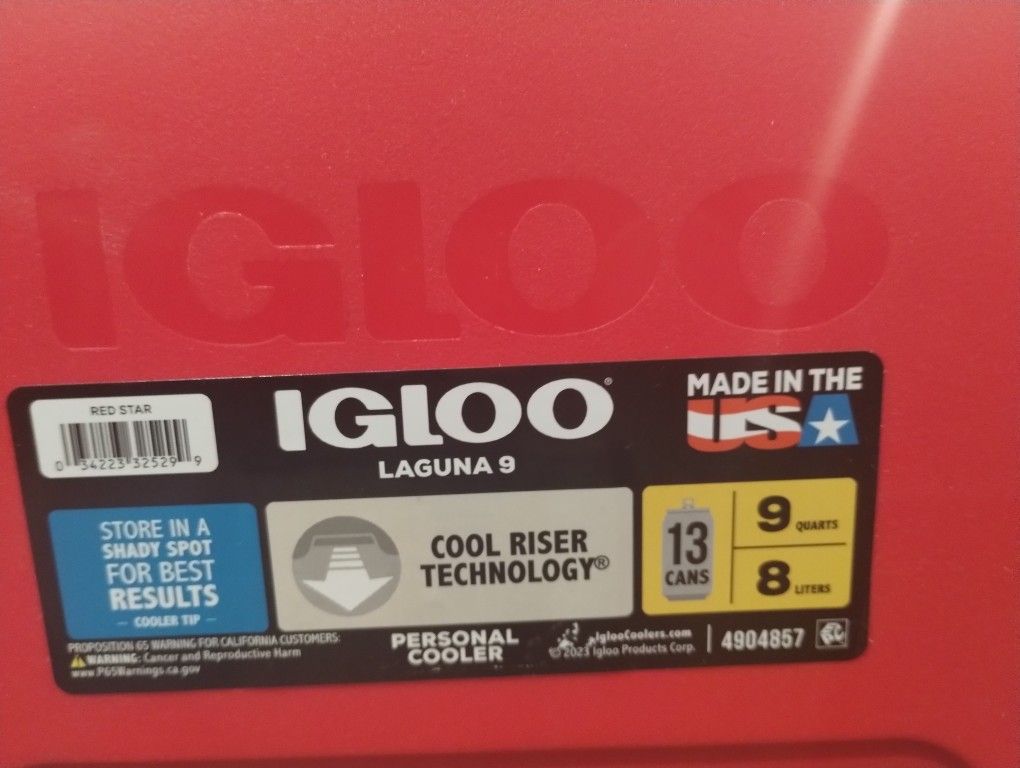 IGLOO
RED STAR
0 34223 32529 9
IGLOO®
LAGUNA 9
MADE IN THE
USA
STORE IN A
SHADY SPOT
FOR BEST
RESULTS
– COOLER TIP –
COOL RISER
TECHNOLOGY®
13
CANS
9 QUARTS
8 LITERS
PROPOSITION 65 WARNING FOR CALIFORNIA CUSTOMERS:
WARNING: Cancer and Reproductive Harm
www.P65Warnings.ca.gov
PERSONAL
COOLER
IglooCoolers.com
© 2023 Igloo Products Corp.
4904857